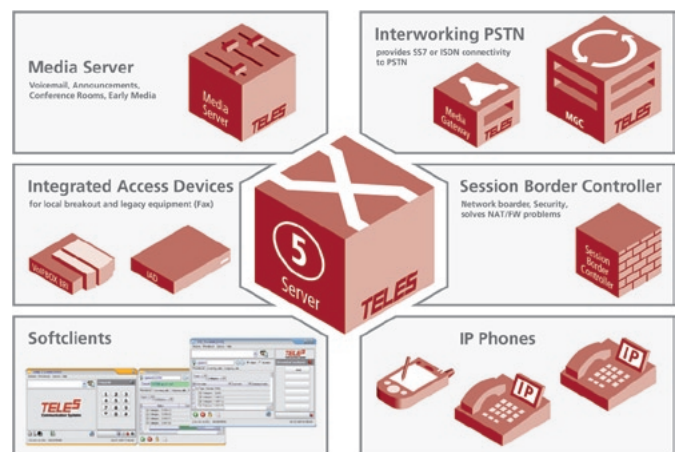 Media Server
Voicemail, Announcements,
Conference Rooms, Early Media
Media
Server
TELES
Interworking PSTN
provides SS7 or ISDN connectivity
to PSTN
Media
Gateway
TELES
MGC
TELES
Integrated Access Devices
for local breakout and legacy equipment (Fax)
VoIPBOX BRI
IAD
5
Server
TELES
Session Border Controller
Network boarder, Security,
solves NAT/FW problems
Session
Border
Controller
Softclients
TELES
TELES
IP Phones
IP
IP